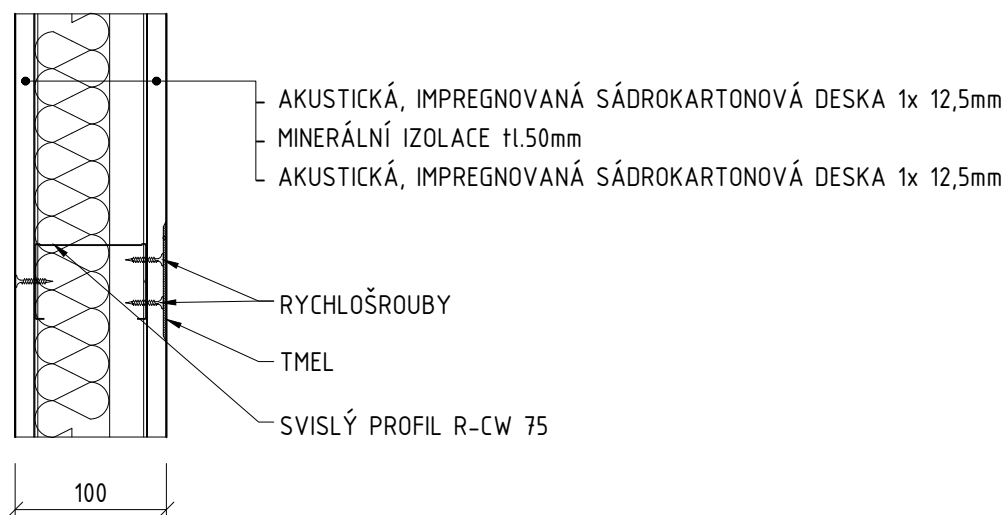 AKUSTICKÁ, IMPREGNOVANÁ SÁDROKARTONOVÁ DESKA 1x 12,5mm
MINERÁLNÍ IZOLACE tl.50mm
AKUSTICKÁ, IMPREGNOVANÁ SÁDROKARTONOVÁ DESKA 1x 12,5mm
RYCHLOŠROUBY
TMEL
SVISLÝ PROFIL R-CW 75
100